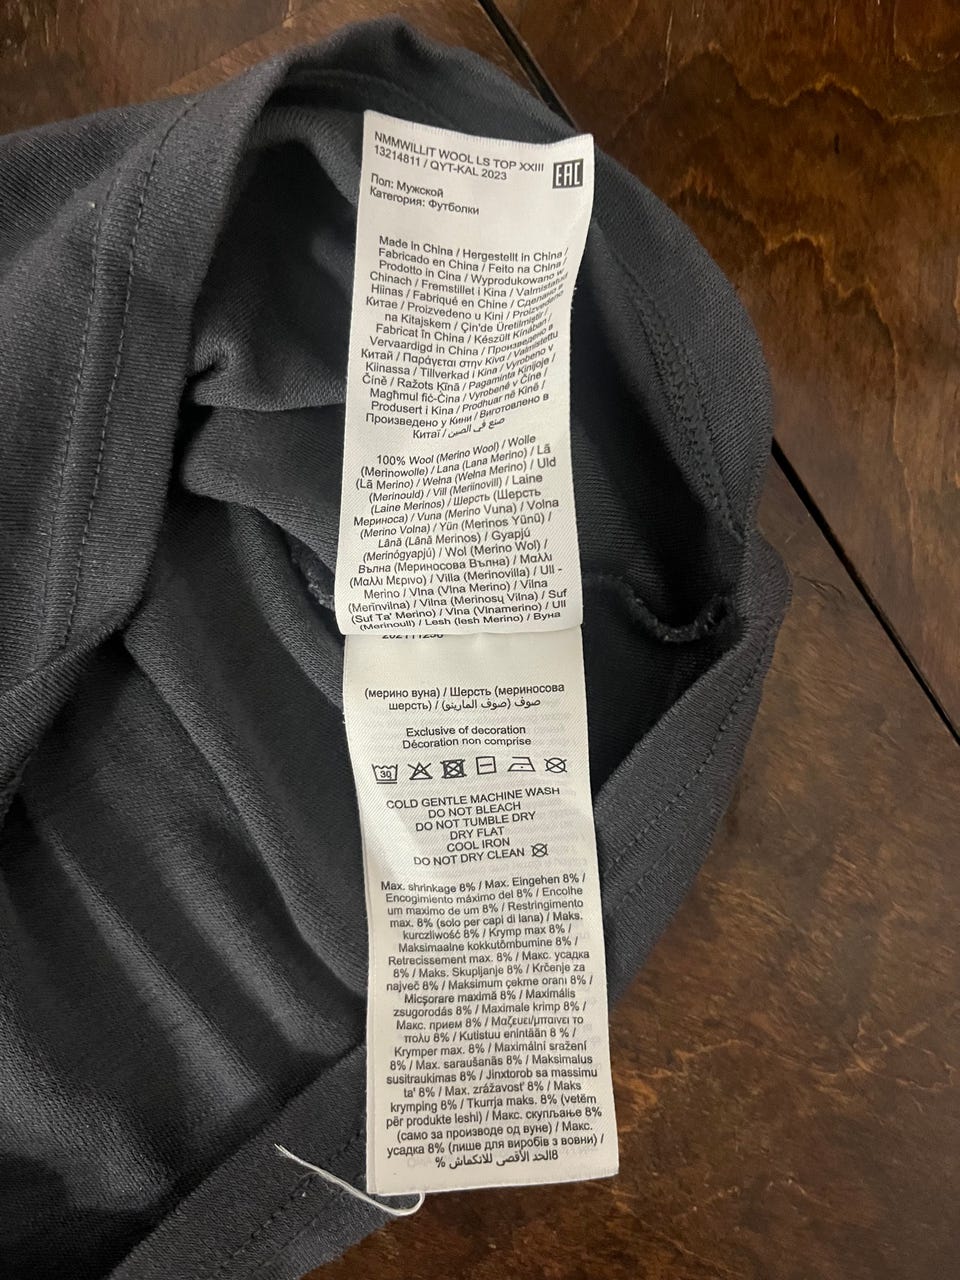 NMMWILLIT WOOL LS TOP XXIII
13214811 / QYT-KAL 2023
EAC
Пол: Мужской
Категория: Футболки
Made in China / Hergestellt in China /
Fabricado en China / Feito na China /
Prodotto in Cina / Wyprodukowano w
Chinach / Fremstillet i Kina / Valmistatud
Hiinas / Fabriqué en Chine / Сделано в
Китае / Proizvedeno u Kini / Proizvedeno
na Kitajskem / Çin'de Üretilmiştir /
Fabricat în China / Készült Kínában /
Vervaardigd in China / Произведено в
Китай / Παράγεται στην Κίνα / Valmistettu
Kiinassa / Tillverkad i Kina / Vyrobeno v
Číně / Ražots Ķīnā / Pagaminta Kinijoje /
Magħmul fiċ-Ċina / Vyrobené v Číne /
Produsert i Kina / Prodhuar në Kinë /
Произведено у Кини / Виготовлено в
Китаї / صنع في الصين
100% Wool (Merino Wool) / Wolle
(Merinowolle) / Lana (Lana Merino) / Lã
(Lã Merino) / Wełna (Wełna Merino) / Uld
(Merinould) / Vill (Meriinovill) / Laine
(Laine Merinos) / Шерсть (Шерсть
Мериноса) / Vuna (Merino Vuna) / Volna
(Merino Volna) / Yün (Merinos Yünü) /
Lână (Lână Merinos) / Gyapjú
(Merinógyapjú) / Wol (Merino Wol) /
Вълна (Мериносова Вълна) / Μαλλι
(Μαλλι Μερινο) / Villa (Merinovilla) / Ull -
Merino / Vlna (Vlna Merino) / Vilna
(Merīnvilna) / Vilna (Merinosų Vilna) / Suf
(Suf Ta' Merino) / Vlna (Vlnamerino) / Ull
(Merinoull) / Lesh (lesh Merino) / Вуна
(мерино вуна) / Шерсть (мериносова
шерсть) / صوف (صوف المارينو)
Exclusive of decoration
Décoration non comprise
30
COLD GENTLE MACHINE WASH
DO NOT BLEACH
DO NOT TUMBLE DRY
DRY FLAT
COOL IRON
DO NOT DRY CLEAN
Max. shrinkage 8% / Max. Eingehen 8% /
Encogimiento máximo del 8% / Encolhe
um maximo de um 8% / Restringimento
max. 8% (solo per capi di lana) / Maks.
kurczliwość 8% / Krymp max 8% /
Maksimaalne kokkutõmbumine 8% /
Retrecissement max. 8% / Макс. усадка
8% / Maks. Skupljanje 8% / Krčenje za
največ 8% / Maksimum çekme oranı 8% /
Micşorare maximă 8% / Maximális
zsugorodás 8% / Maximale krimp 8% /
Макс. прием 8% / Μαζευει/μπαινει το
πολυ 8% / Kutistuu enintään 8 % /
Krymper max. 8% / Maximální sražení
8% / Max. saraušanās 8% / Maksimalus
susitraukimas 8% / Jinxtorob sa massimu
ta' 8% / Max. zrážavosť 8% / Maks
krymping 8% / Tkurrja maks. 8% (vetëm
për produkte leshi) / Макс. скупљање 8%
(само за производе од вуне) / Макс.
усадка 8% (лише для виробів з вовни) /
8الحد الأقصى للانكماش %